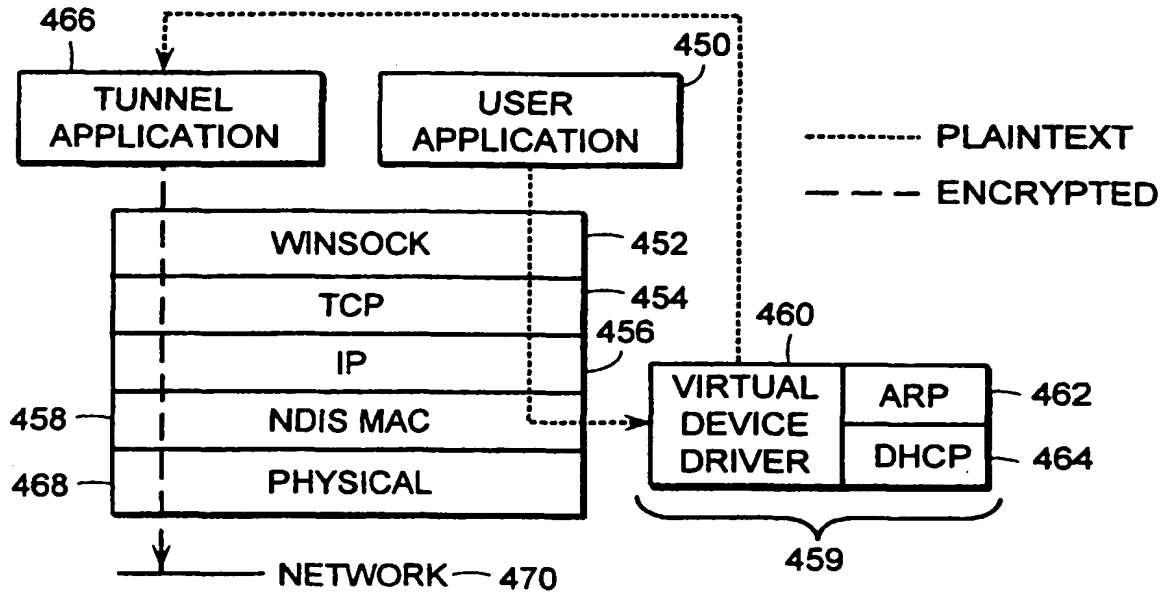 466
TUNNEL
APPLICATION
450
USER
APPLICATION
PLAINTEXT
ENCRYPTED
WINSOCK
452
TCP
454
IP
456
458
NDIS MAC
468
PHYSICAL
460
VIRTUAL
DEVICE
DRIVER
ARP
462
DHCP
464
459
NETWORK
470